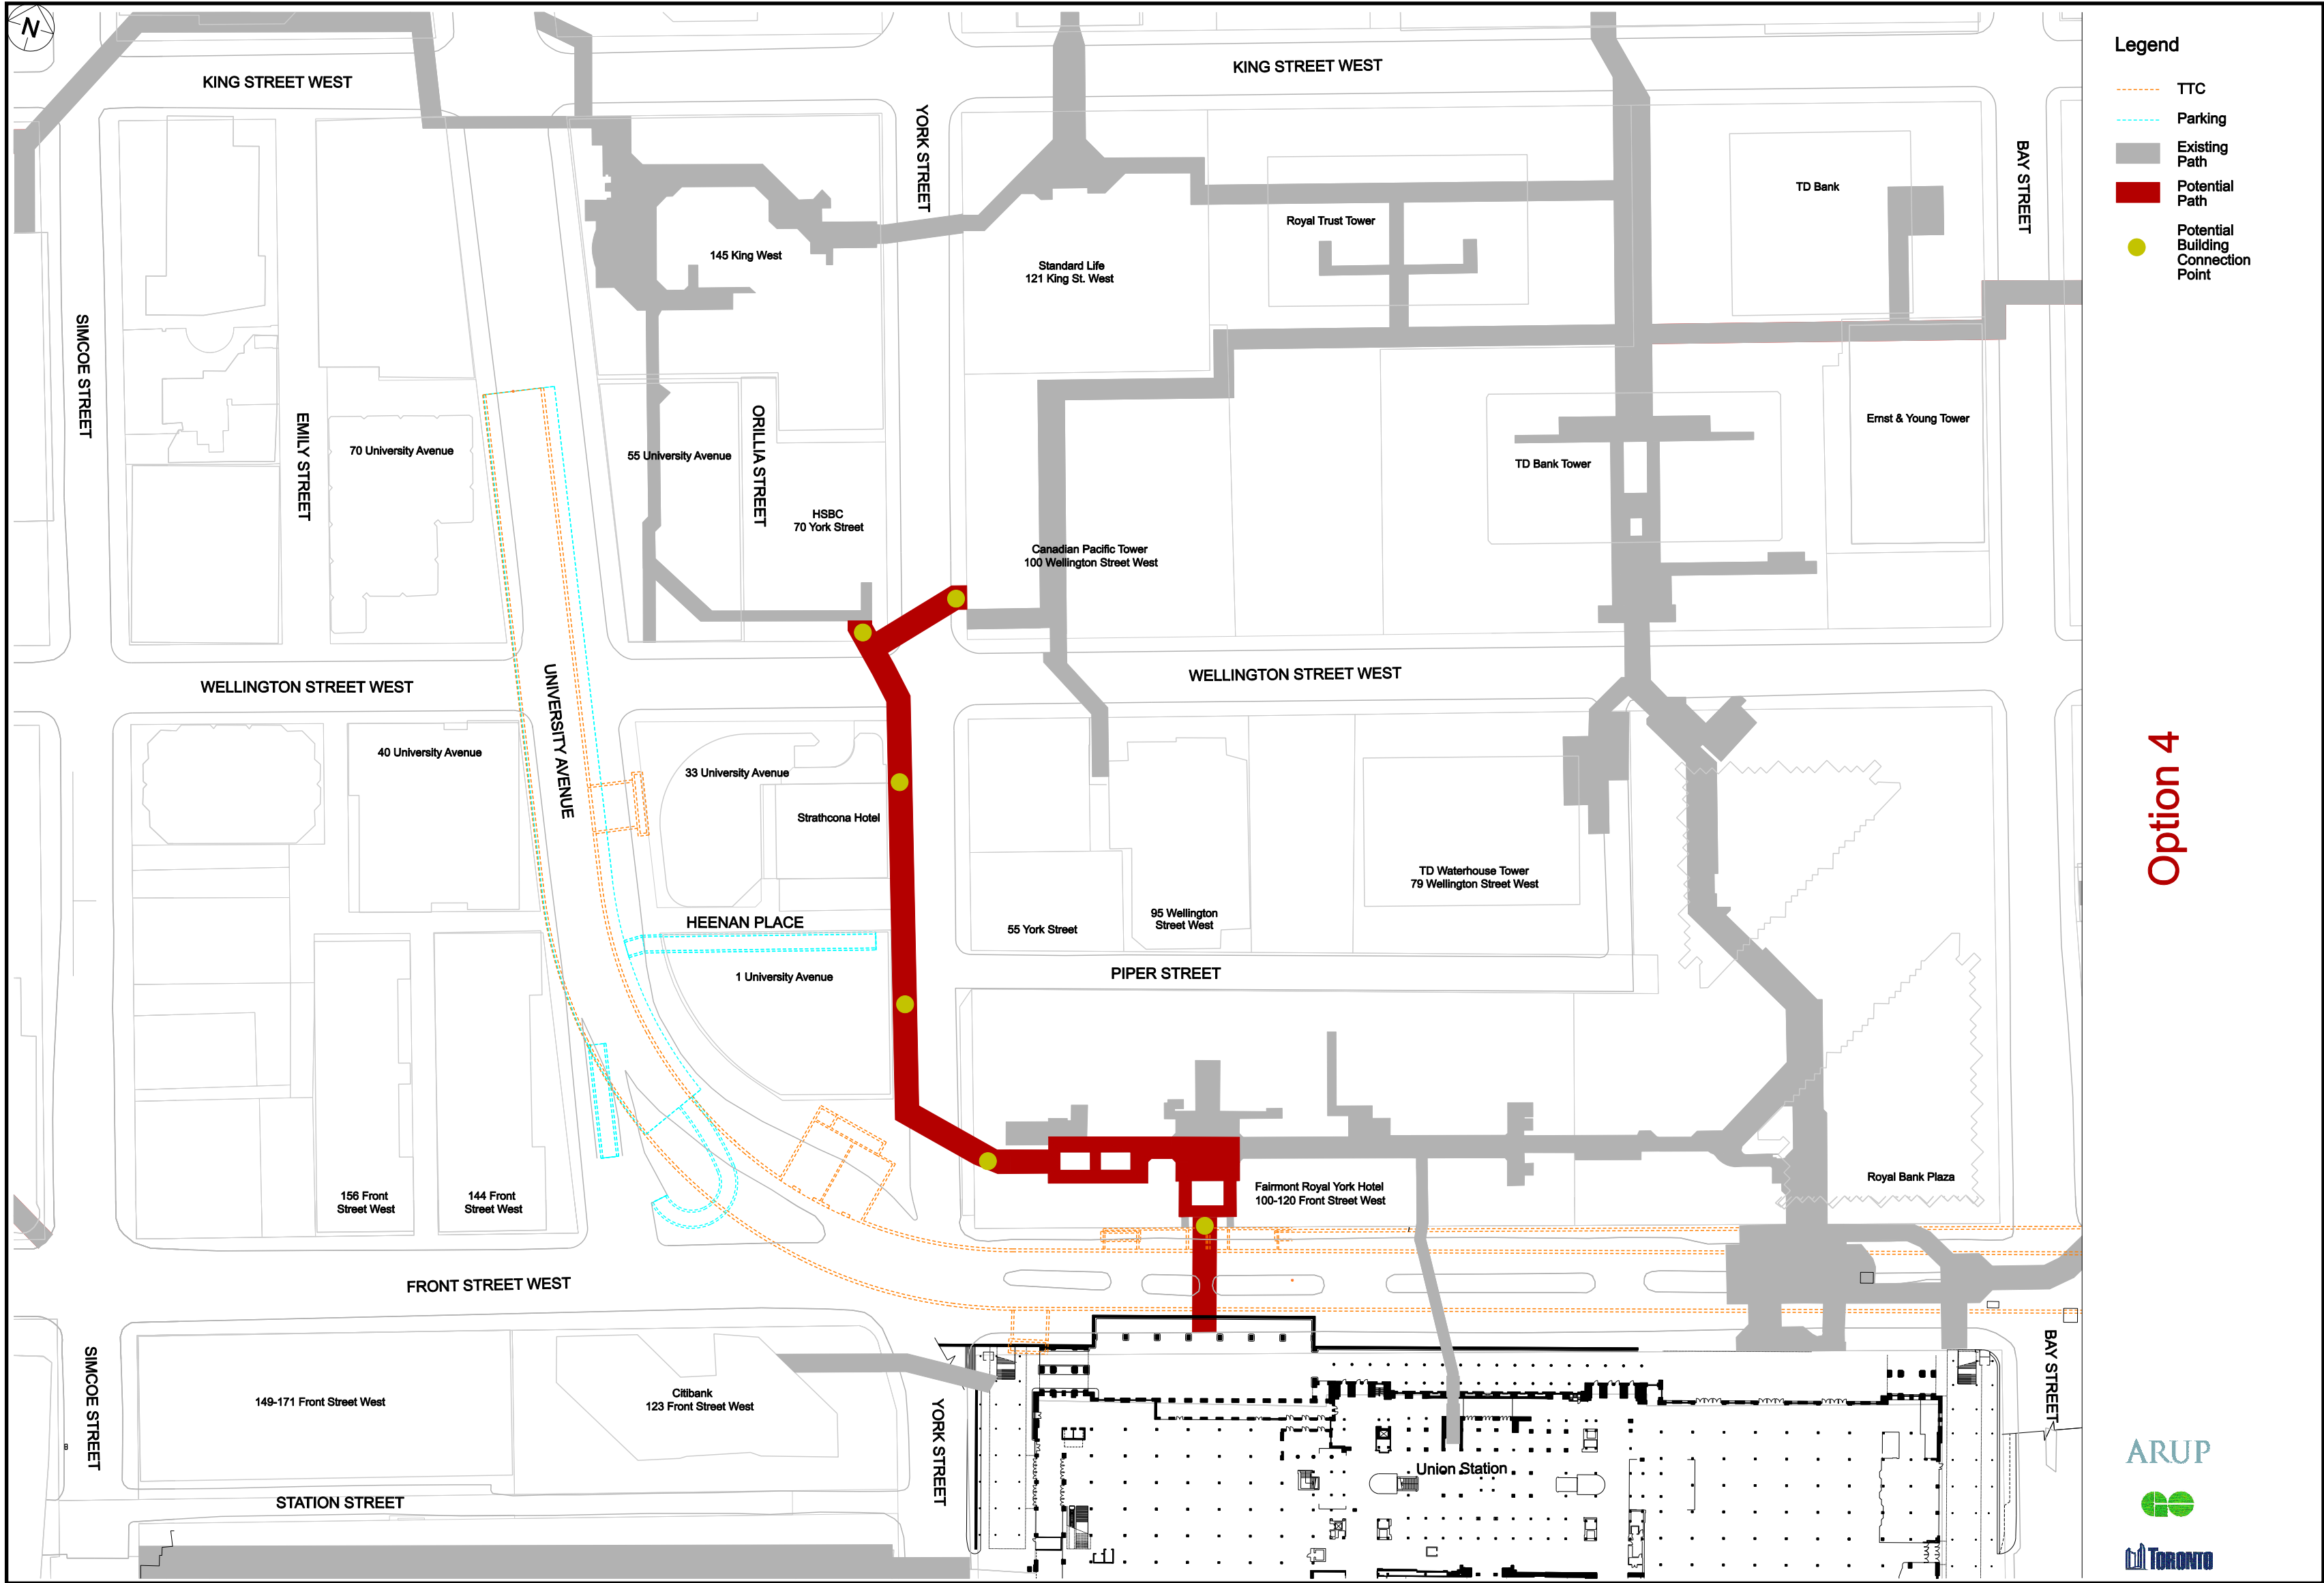 N
KING STREET WEST
KING STREET WEST
Legend
TTC
Parking
Existing
Path
Potential
Path
Potential
Building
Connection
Point
YORK STREET
BAY STREET
TD Bank
Royal Trust Tower
145 King West
Standard Life
121 King St. West
SIMCOE STREET
EMILY STREET
70 University Avenue
55 University Avenue
ORILLIA STREET
HSBC
70 York Street
Canadian Pacific Tower
100 Wellington Street West
TD Bank Tower
Ernst & Young Tower
WELLINGTON STREET WEST
UNIVERSITY AVENUE
WELLINGTON STREET WEST
40 University Avenue
33 University Avenue
Strathcona Hotel
Option 4
TD Waterhouse Tower
79 Wellington Street West
HEENAN PLACE
55 York Street
95 Wellington
Street West
1 University Avenue
PIPER STREET
156 Front
Street West
144 Front
Street West
Fairmont Royal York Hotel
100-120 Front Street West
Royal Bank Plaza
FRONT STREET WEST
SIMCOE STREET
149-171 Front Street West
Citibank
123 Front Street West
YORK STREET
BAY STREET
Union Station
STATION STREET
ARUP
GO
TORONTO